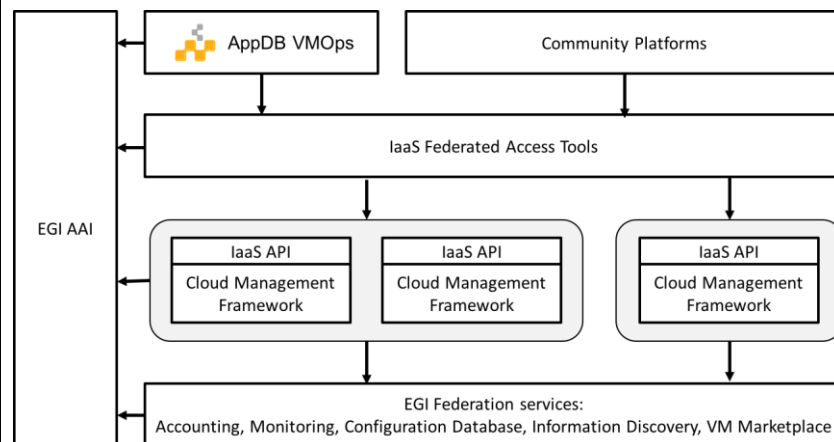 AppDB VMOps
Community Platforms
IaaS Federated Access Tools
EGI AAI
IaaS API
Cloud Management
Framework
IaaS API
Cloud Management
Framework
IaaS API
Cloud Management
Framework
EGI Federation services:
Accounting, Monitoring, Configuration Database, Information Discovery, VM Marketplace